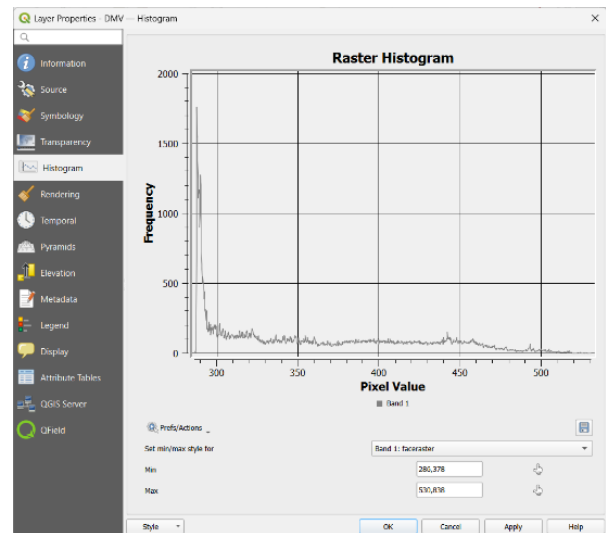 Layer Properties - DMV — Histogram
Information
Source
Symbology
Transparency
Histogram
Rendering
Temporal
Pyramids
Elevation
Metadata
Legend
Display
Attribute Tables
QGIS Server
QField
Raster Histogram
Frequency
2000
1500
1000
500
0
300
350
400
450
500
Pixel Value
Band 1
Prefs/Actions
Set min/max style for
Band 1: faceraster
Min
286,378
Max
530,836
Style
OK
Cancel
Apply
Help